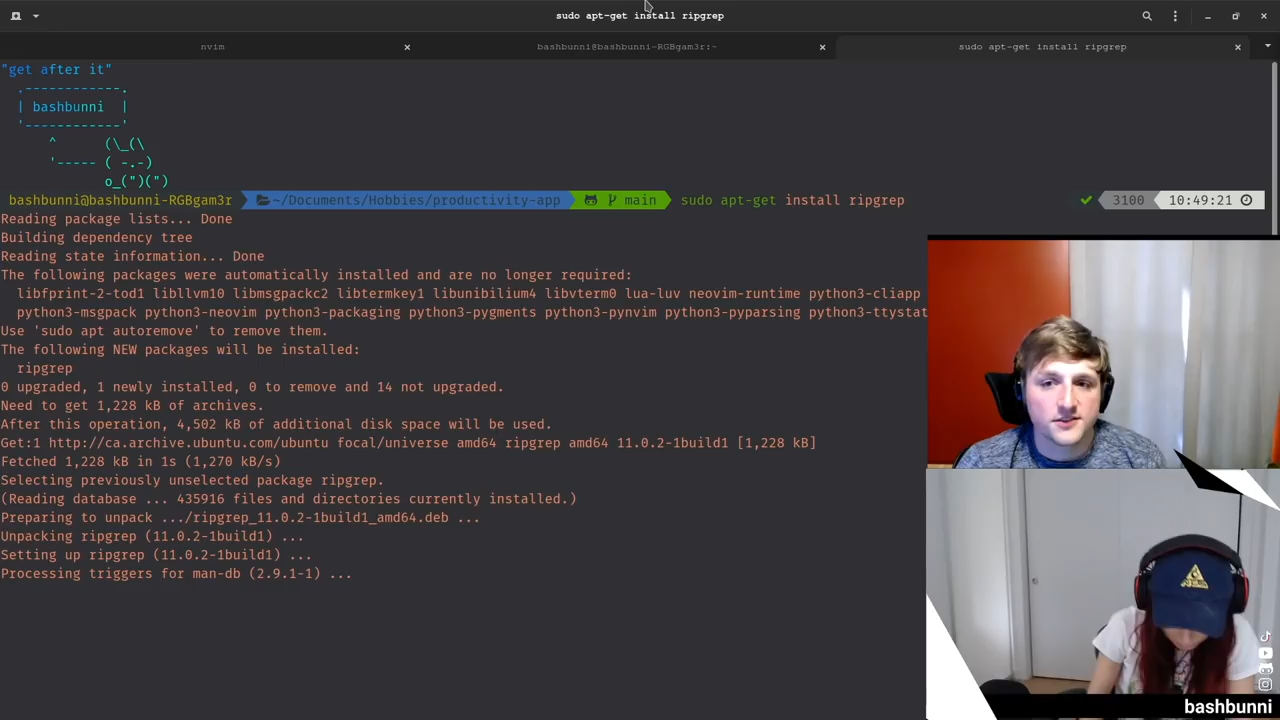 sudo apt-get install ripgrep
nvim
bashbunni@bashbunni-RGBgam3r:~
sudo apt-get install ripgrep
"get after it"
.------------.
| bashbunni  |
'------------'
^      (\_(\
'----- ( -.-)
o_(")(")
bashbunni@bashbunni-RGBgam3r ~/Documents/Hobbies/productivity-app main sudo apt-get install ripgrep 3100 10:49:21
Reading package lists... Done
Building dependency tree
Reading state information... Done
The following packages were automatically installed and are no longer required:
libfprint-2-tod1 libllvm10 libmsgpackc2 libtermkey1 libunibilium4 libvterm0 lua-luv neovim-runtime python3-cliapp
python3-msgpack python3-neovim python3-packaging python3-pygments python3-pynvim python3-pyparsing python3-ttystat
Use 'sudo apt autoremove' to remove them.
The following NEW packages will be installed:
ripgrep
0 upgraded, 1 newly installed, 0 to remove and 14 not upgraded.
Need to get 1,228 kB of archives.
After this operation, 4,502 kB of additional disk space will be used.
Get:1 http://ca.archive.ubuntu.com/ubuntu focal/universe amd64 ripgrep amd64 11.0.2-1build1 [1,228 kB]
Fetched 1,228 kB in 1s (1,270 kB/s)
Selecting previously unselected package ripgrep.
(Reading database ... 435916 files and directories currently installed.)
Preparing to unpack .../ripgrep_11.0.2-1build1_amd64.deb ...
Unpacking ripgrep (11.0.2-1build1) ...
Setting up ripgrep (11.0.2-1build1) ...
Processing triggers for man-db (2.9.1-1) ...
bashbunni